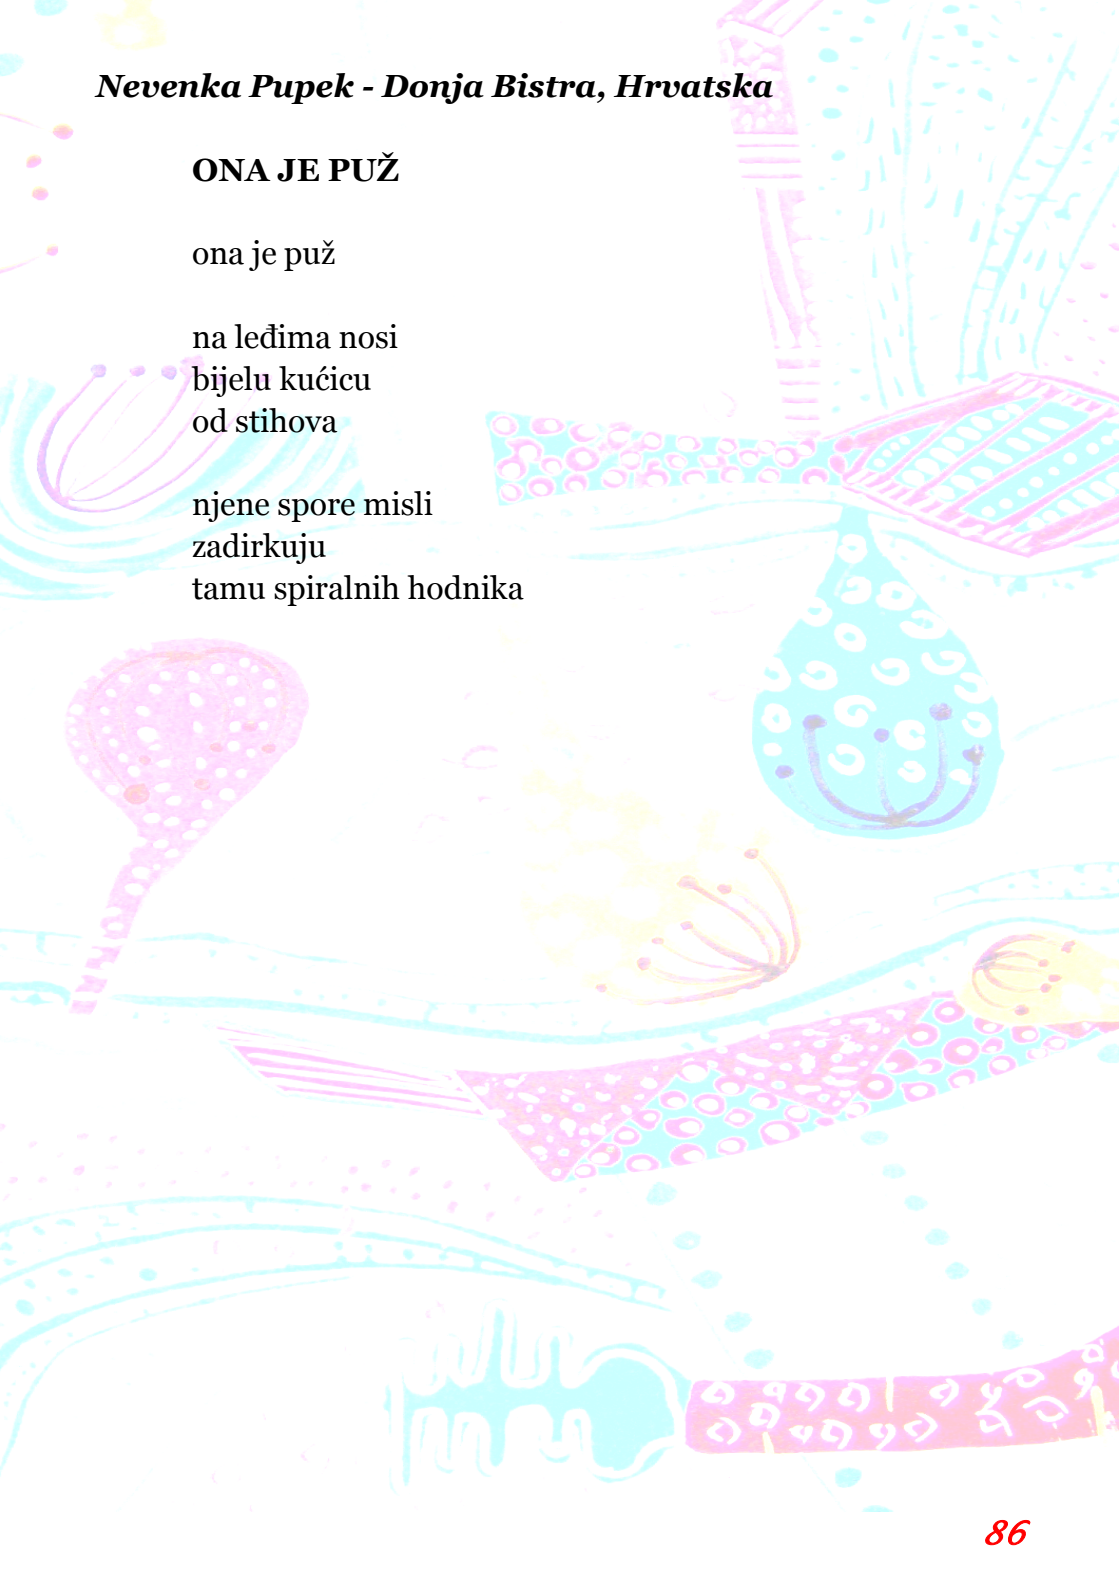 Nevenka Pupek - Donja Bistra, Hrvatska
ONA JE PUŽ
ona je puž
na leđima nosi
bijelu kućicu
od stihova
njene spore misli
zadirkuju
tamu spiralnih hodnika
86